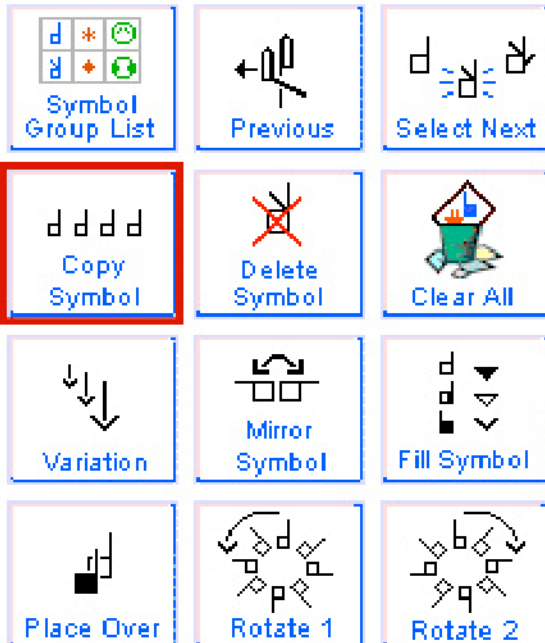 Symbol
Group List
Previous
Select Next
Copy
Symbol
Delete
Symbol
Clear All
Variation
Mirror
Symbol
Fill Symbol
Place Over
Rotate 1
Rotate 2